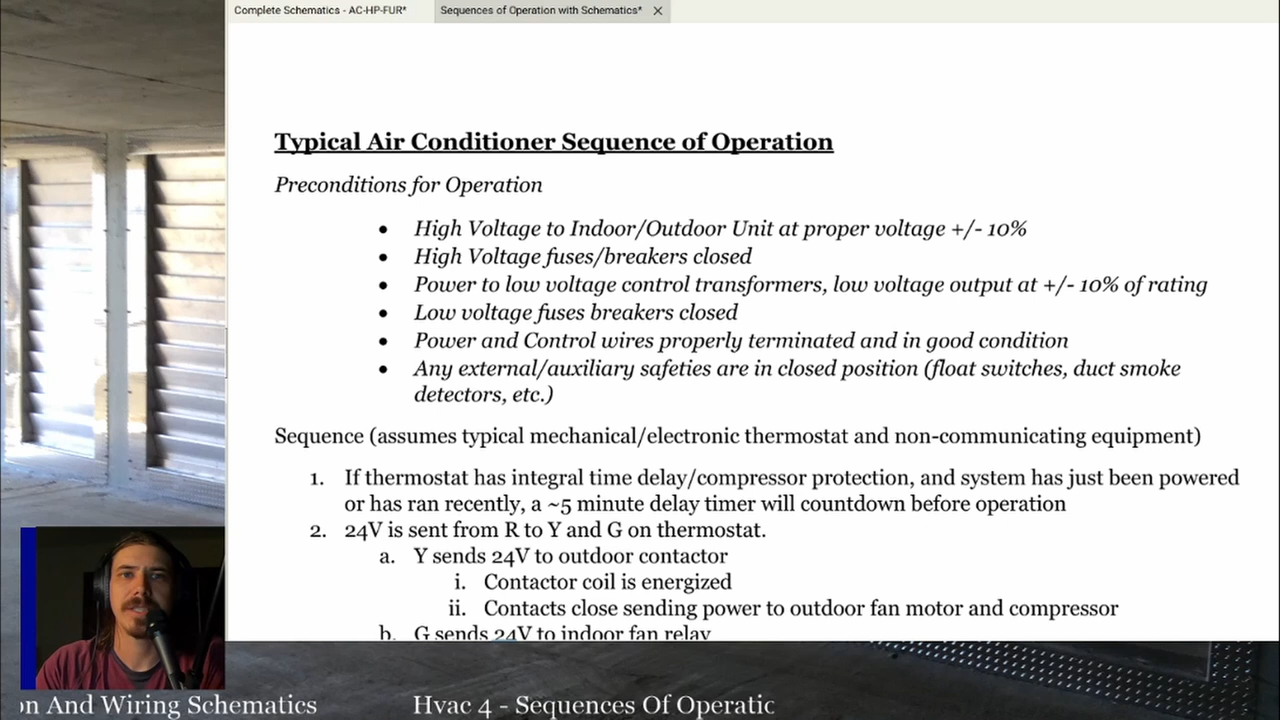 Complete Schematics - AC-HP-FUR*
Sequences of Operation with Schematics*
Typical Air Conditioner Sequence of Operation
Preconditions for Operation
• High Voltage to Indoor/Outdoor Unit at proper voltage +/- 10%
• High Voltage fuses/breakers closed
• Power to low voltage control transformers, low voltage output at +/- 10% of rating
• Low voltage fuses breakers closed
• Power and Control wires properly terminated and in good condition
• Any external/auxiliary safeties are in closed position (float switches, duct smoke
detectors, etc.)
Sequence (assumes typical mechanical/electronic thermostat and non-communicating equipment)
1. If thermostat has integral time delay/compressor protection, and system has just been powered
or has ran recently, a ~5 minute delay timer will countdown before operation
2. 24V is sent from R to Y and G on thermostat.
a. Y sends 24V to outdoor contactor
i. Contactor coil is energized
ii. Contacts close sending power to outdoor fan motor and compressor
b. G sends 24V to indoor fan relay
on And Wiring Schematics
Hvac 4 - Sequences Of Operatic